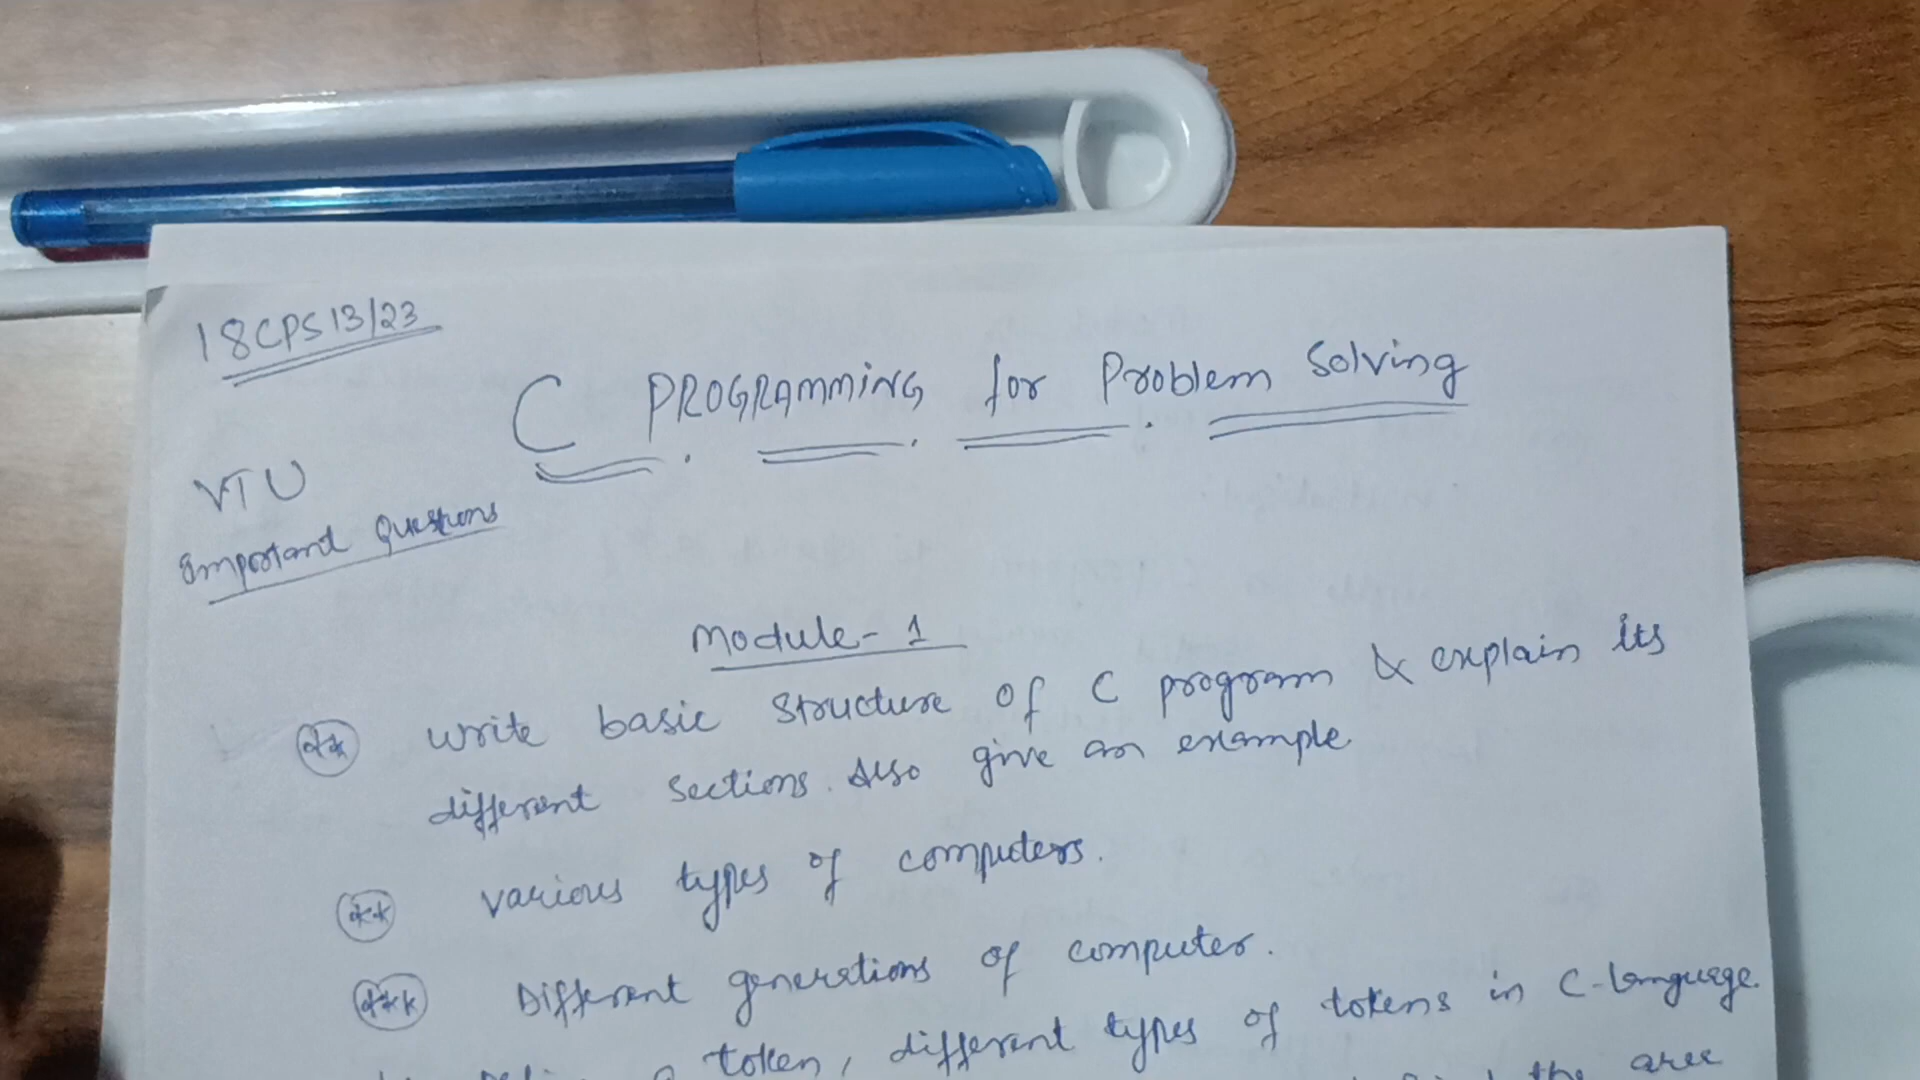 18CPS13/23
C PROGRAMMING for Problem Solving
VTU
Important Questions
Module-1
** write basic structure of C program & explain its
different sections. Also give an example
** various types of computers.
*** Different generations of computer.
token, different types of tokens in C-language.
the area